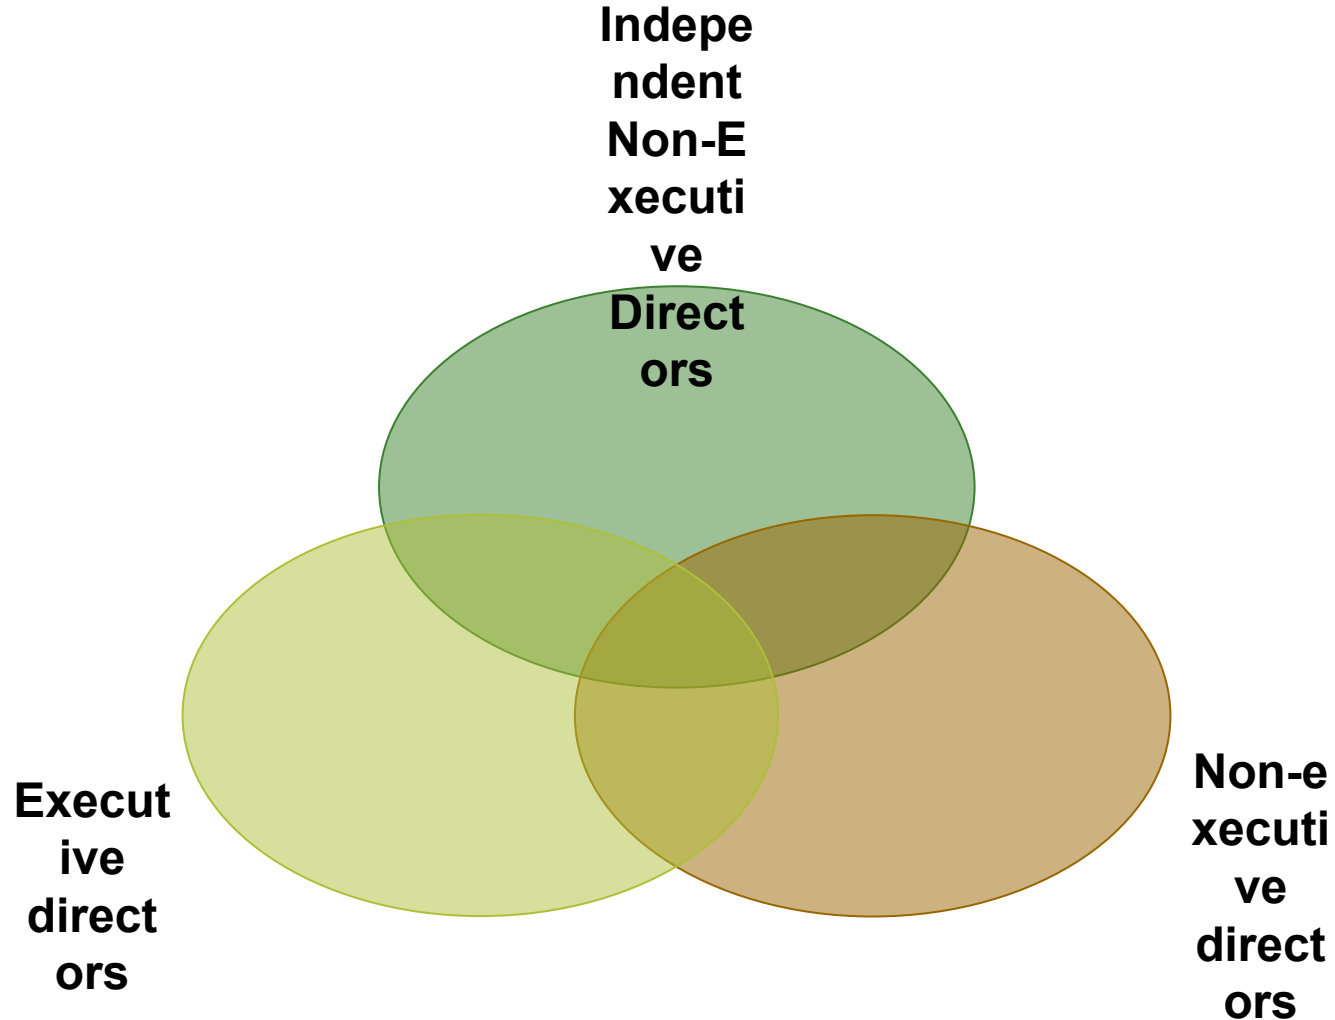 Indepe
ndent
Non-E
xecuti
ve
Direct
ors
Execut
ive
direct
ors
Non-e
xecuti
ve
direct
ors